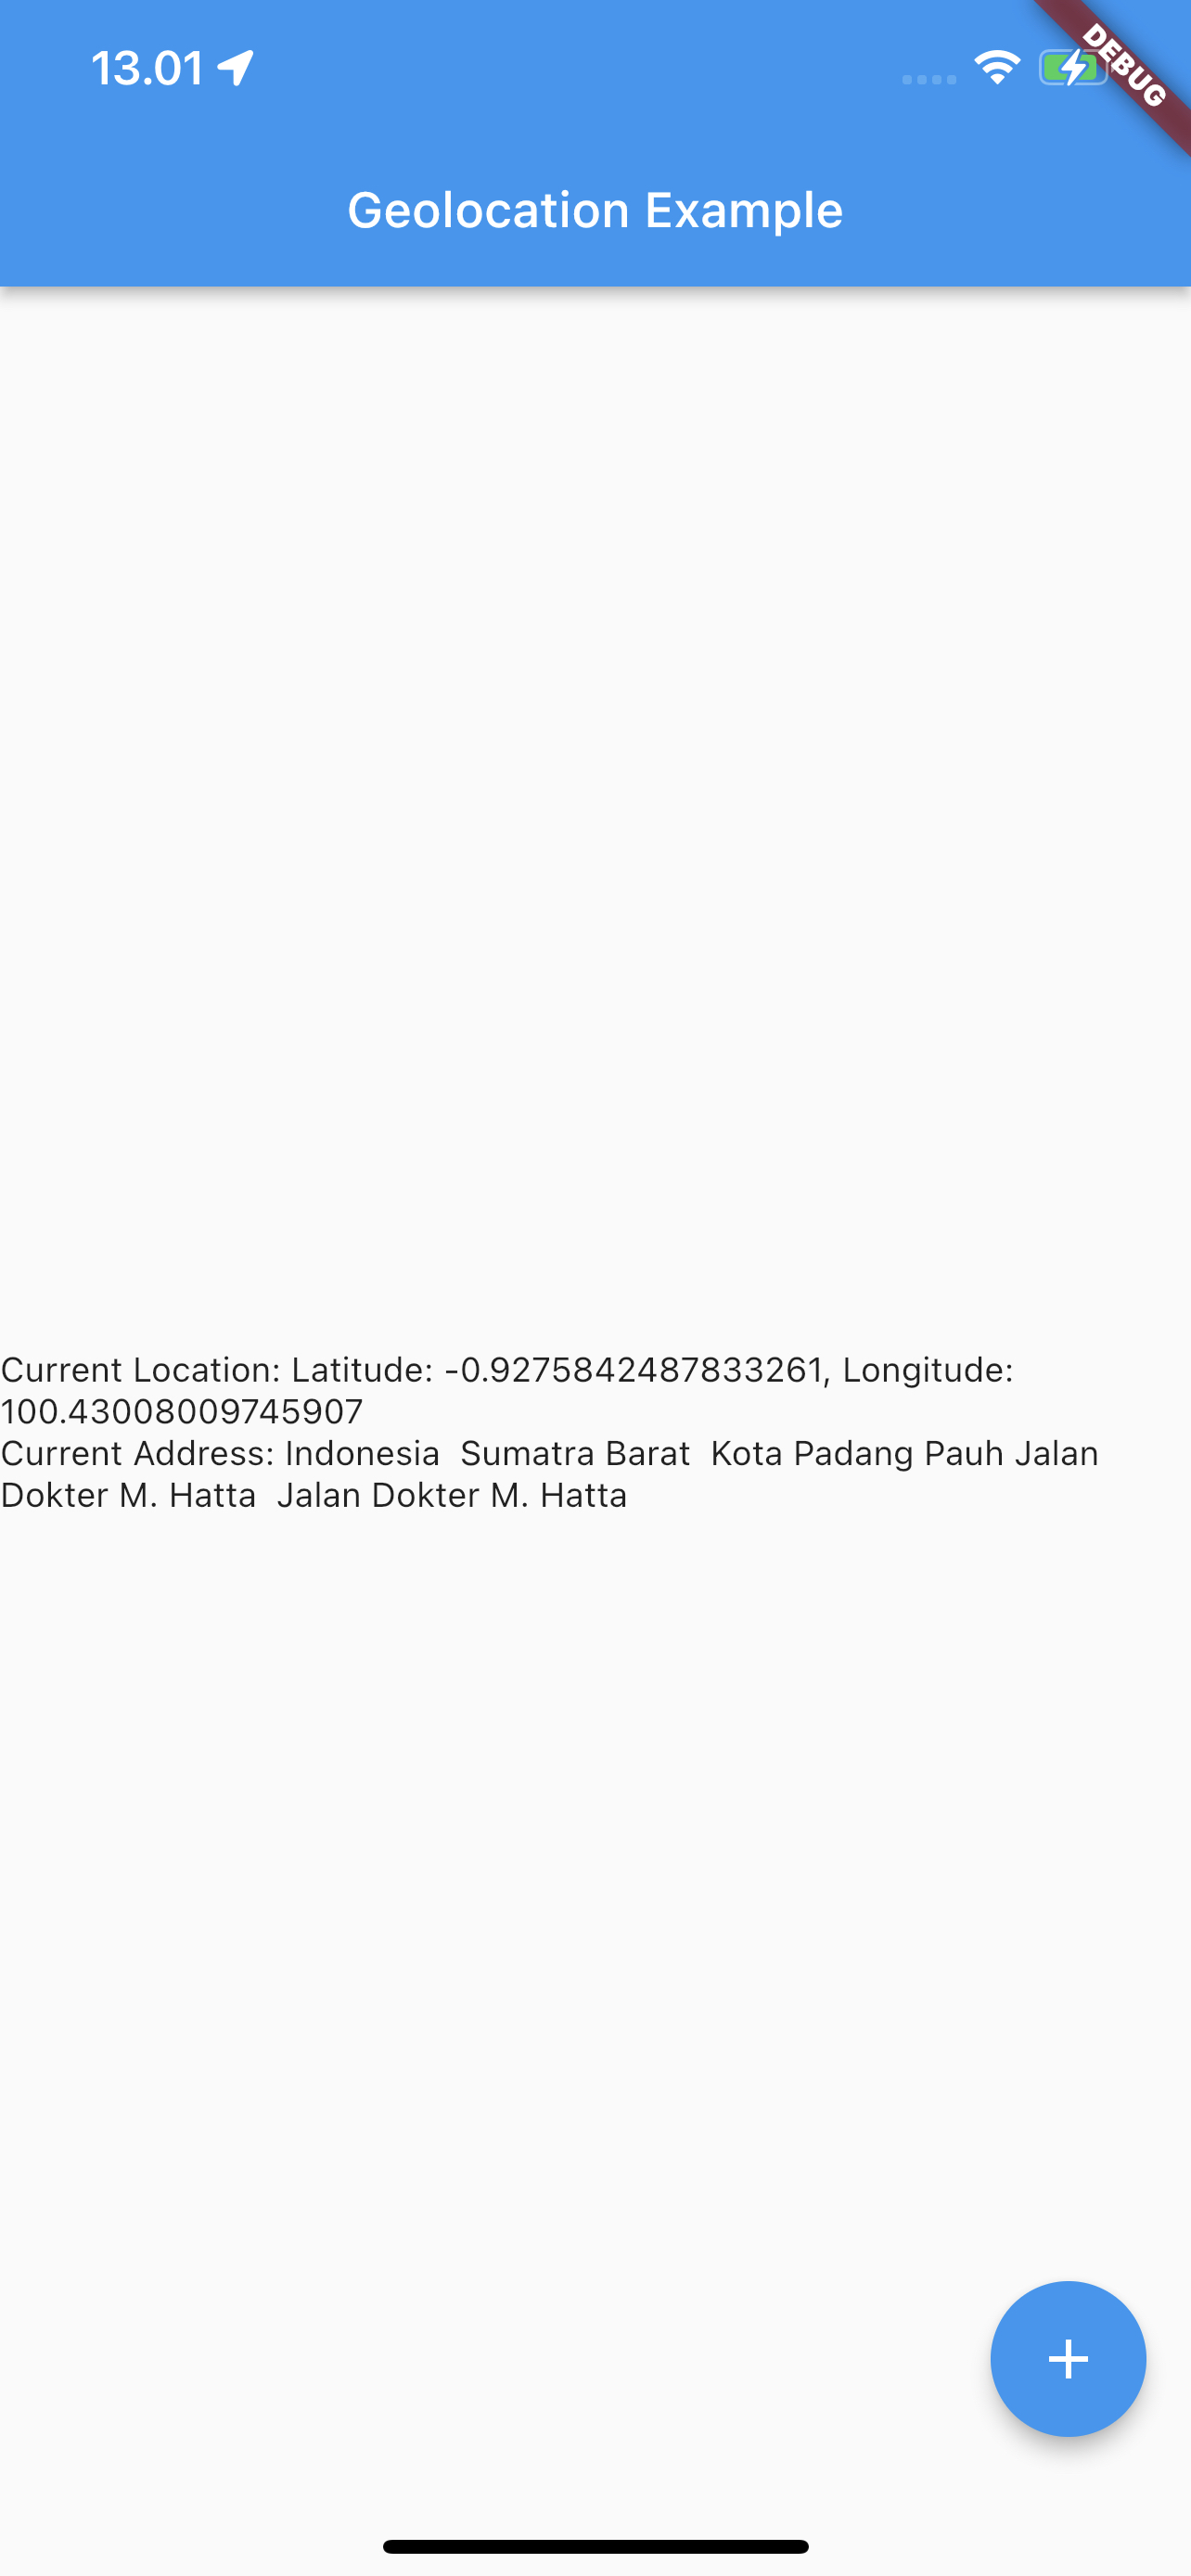 13.01
DEBUG
Geolocation Example
Current Location: Latitude: -0.9275842487833261, Longitude:
100.43008009745907
Current Address: Indonesia  Sumatra Barat  Kota Padang Pauh Jalan
Dokter M. Hatta  Jalan Dokter M. Hatta